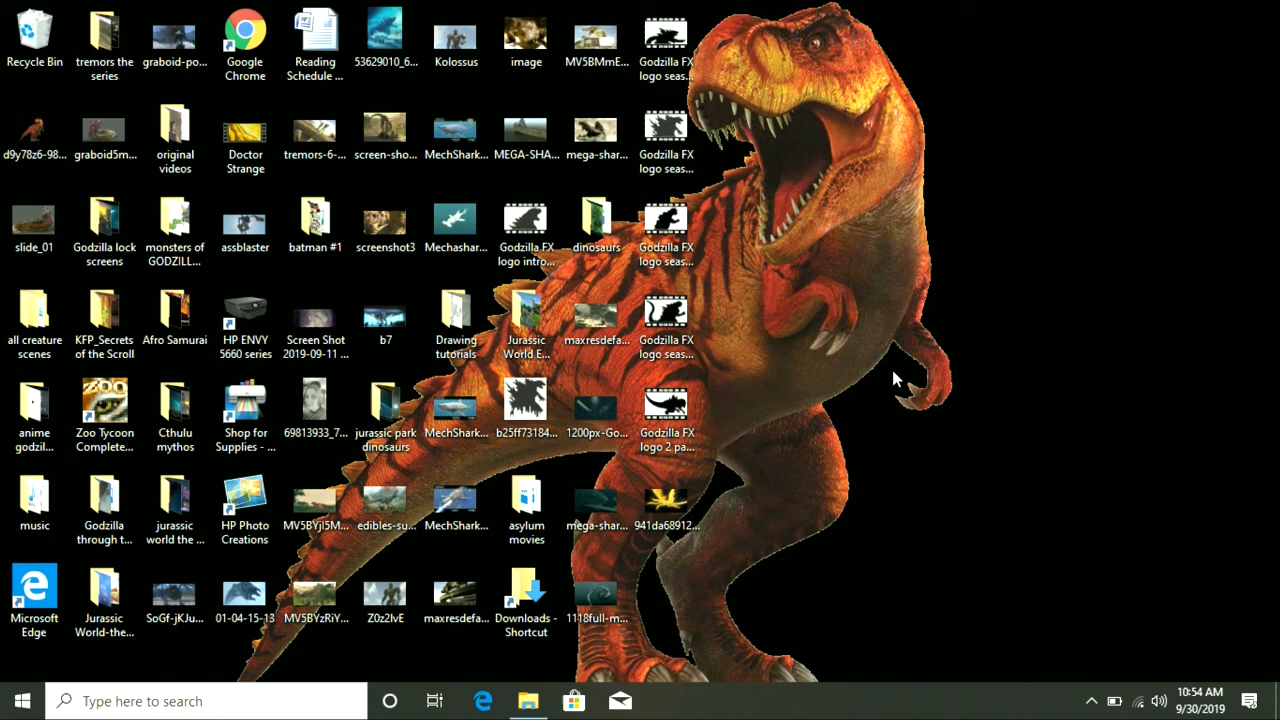 Recycle Bin
tremors the
series
graboid-po...
Google
Chrome
Reading
Schedule ...
53629010_6...
Kolossus
image
MV5BMmE...
Godzilla FX
logo seas...
d9y78z6-98...
graboid5m...
original
videos
Doctor
Strange
tremors-6-...
screen-sho...
MechShark...
MEGA-SHA...
mega-shar...
Godzilla FX
logo seas...
slide_01
Godzilla lock
screens
monsters of
GODZILL...
assblaster
batman #1
screenshot3
Mechashar...
Godzilla FX
logo intro...
dinosaurs
Godzilla FX
logo seas...
all creature
scenes
KFP_Secrets
of the Scroll
Afro Samurai
HP ENVY
5660 series
Screen Shot
2019-09-11 ...
b7
Drawing
tutorials
Jurassic
World E...
maxresdefa...
Godzilla FX
logo seas...
anime
godzil...
ZOO
Zoo Tycoon
Complete...
Cthulu
mythos
Shop for
Supplies - ...
69813933_7...
jurassic park
dinosaurs
MechShark...
b25ff73184...
1200px-Go...
Godzilla FX
logo 2 pa...
music
Godzilla
through t...
jurassic
world the ...
HP Photo
Creations
MV5BYjI5M...
edibles-su...
MechShark...
asylum
movies
mega-shar...
941da68912...
Microsoft
Edge
Jurassic
World-the...
SoGf-jKJu...
01-04-15-13
MV5BYzRiY...
Z0z2IvE
maxresdefa...
Downloads -
Shortcut
1118full-m...
Type here to search
10:54 AM
9/30/2019